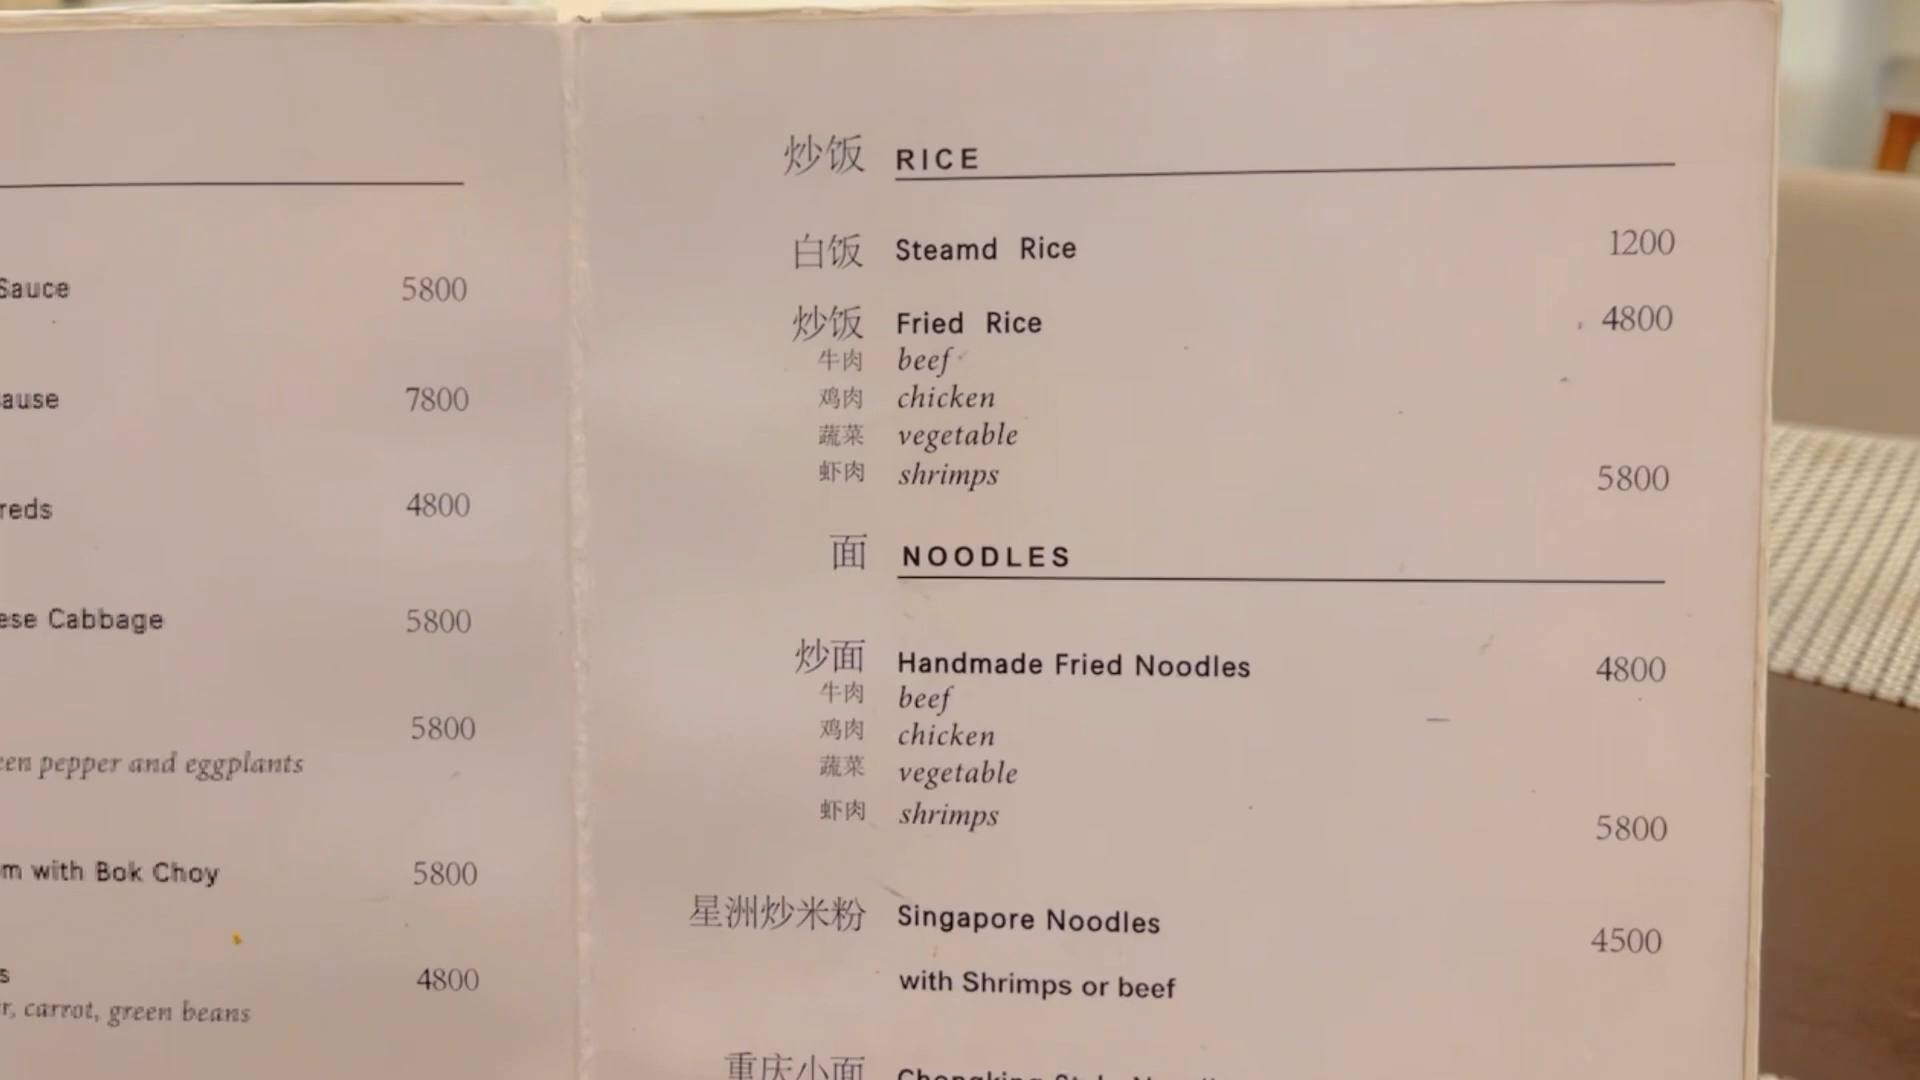 Sauce 5800
7800
4800
Cabbage 5800
5800
pepper and eggplants
with Bok Choy 5800
4800
carrot, green beans
炒饭 RICE
白饭 Steamd Rice 1200
炒饭 Fried Rice 4800
牛肉 beef
鸡肉 chicken
蔬菜 vegetable
虾肉 shrimps 5800
面 NOODLES
炒面 Handmade Fried Noodles 4800
牛肉 beef
鸡肉 chicken
蔬菜 vegetable
虾肉 shrimps 5800
星洲炒米粉 Singapore Noodles 4500
with Shrimps or beef
重庆小面